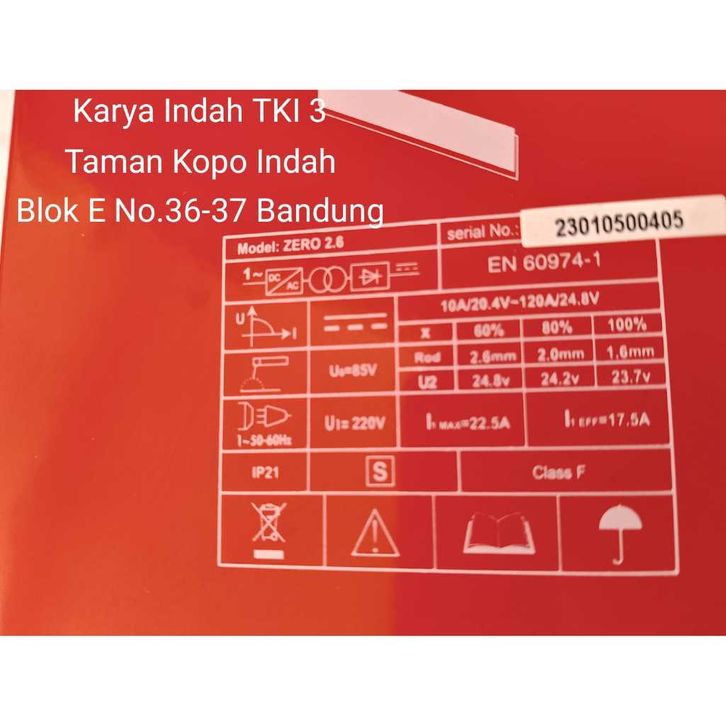 Karya Indah TKI 3
Taman Kopo Indah
Blok E No.36-37 Bandung
Model: ZERO 2.6
serial No.: 23010500405
1~ DC AC
EN 60974-1
10A/20.4V~120A/24.8V
U I
X 60% 80% 100%
U₀=85V
Rod 2.6mm 2.0mm 1.6mm
U2 24.8v 24.2v 23.7v
1~50-60Hz
U1= 220V
I₁ MAX=22.5A
I₁ EFF=17.5A
IP21
S
Class F